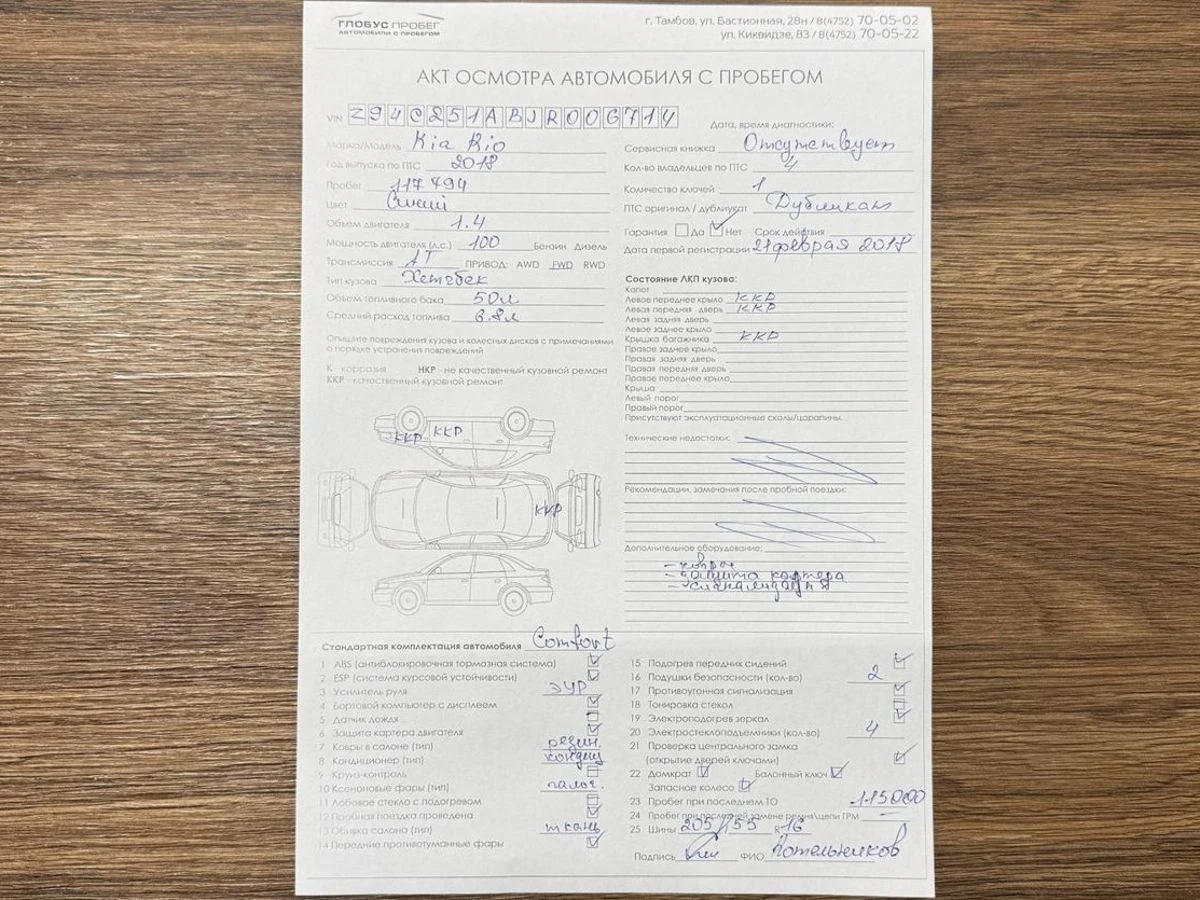 ГЛОБУС ПРОБЕГ
АВТОМОБИЛИ С ПРОБЕГОМ
г. Тамбов, ул. Бастионная, 28н / 8(4752) 70-05-02
ул. Киквидзе, 83 / 8(4752) 70-05-22
АКТ ОСМОТРА АВТОМОБИЛЯ С ПРОБЕГОМ
VIN Z94C251ABJR006714
Марка/Модель Kia Rio
Год выпуска по ПТС 2018
Пробег 117 794
Цвет Синий
Объем двигателя 1.4
Мощность двигателя (л.с.) 100 Бензин Дизель
Трансмиссия AT ПРИВОД: AWD FWD RWD
Тип кузова Хетчбек
Объем топливного бака 50л
Средний расход топлива 6.8л
Опишите повреждения кузова и колесных дисков с примечаниями
о порядке устранения повреждений
К коррозия НКР - не качественный кузовной ремонт
ККР - качественный кузовной ремонт
ККР ККР
ККР
Дата, время диагностики:
Сервисная книжка Отсутствует
Кол-во владельцев по ПТС 4
Количество ключей 1
ПТС оригинал / дубликат Дубликат
Гарантия Да Нет Срок действия
Дата первой регистрации 21 февраля 2018
Состояние ЛКП кузова:
Капот
Левое переднее крыло ККР
Левая передняя дверь ККР
Левая задняя дверь
Левое заднее крыло
Крышка багажника ККР
Правое заднее крыло
Правая задняя дверь
Правая передняя дверь
Правое переднее крыло
Крыша
Левый порог
Правый порог
Присутствуют эксплуатационные сколы/царапины.
Технические недостатки:
Рекомендации, замечания после пробной поездки:
Дополнительное оборудование:
- защита картера
- сигнализация
Стандартная комплектация автомобиля Comfort
1 ABS (антиблокировочная тормозная система)
2 ESP (система курсовой устойчивости)
3 Усилитель руля ЭУР
4 Бортовой компьютер с дисплеем
5 Датчик дождя
6 Защита картера двигателя
7 Ковры в салоне (тип) резин.
8 Кондиционер (тип) кондиц
9 Круиз-контроль
10 Ксеноновые фары (тип) галог.
11 Лобовое стекло с подогревом
12 Пробная поездка проведена
13 Обивка салона (тип) ткань
14 Передние противотуманные фары
15 Подогрев передних сидений
16 Подушки безопасности (кол-во) 2
17 Противоугонная сигнализация
18 Тонировка стекол
19 Электроподогрев зеркал
20 Электростеклоподъемники (кол-во) 4
21 Проверка центрального замка
(открытие дверей ключами)
22 Домкрат Балонный ключ
Запасное колесо
23 Пробег при последнем ТО 115000
24 Пробег при последней замене ремня/цепи ГРМ —
25 Шины 205/55 R 16
Подпись ФИО Котельников